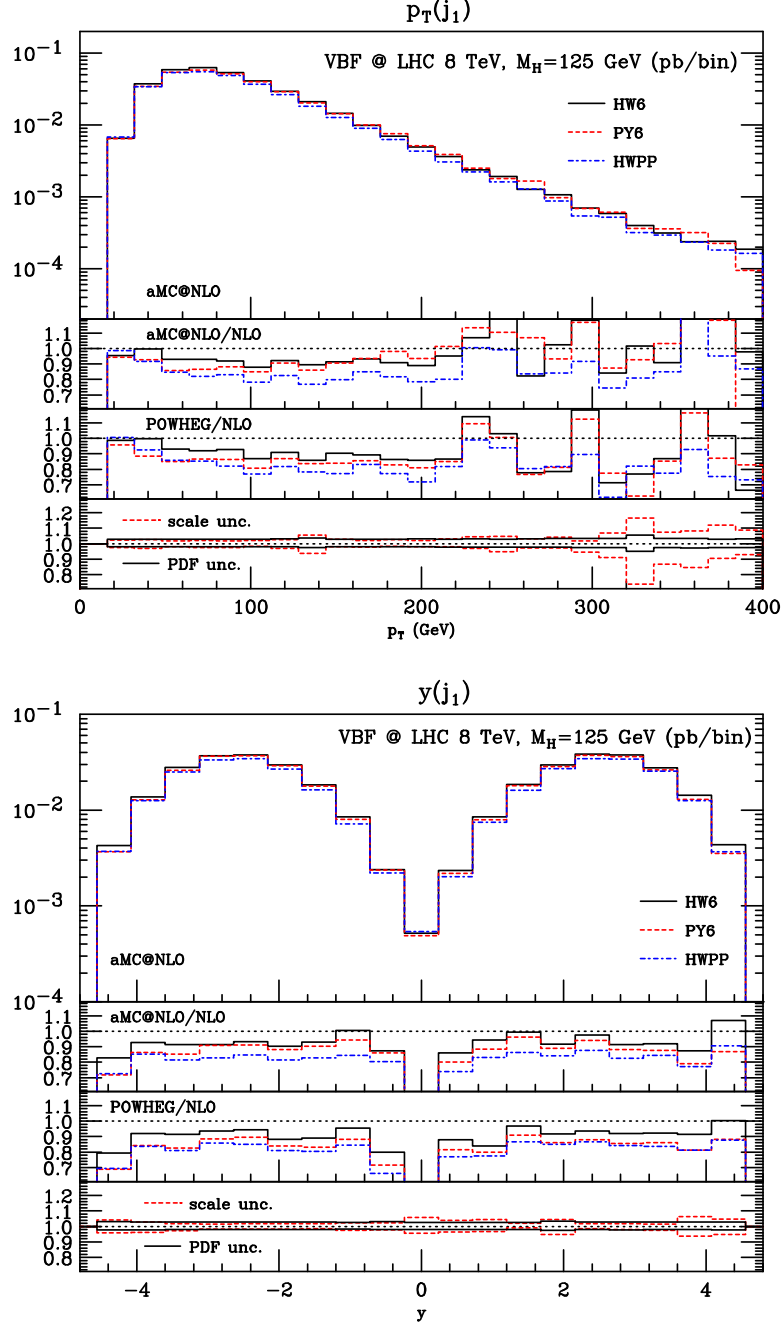 p_T(j_1)
10^−1
10^−2
10^−3
10^−4
VBF @ LHC 8 TeV, M_H=125 GeV (pb/bin)
HW6
PY6
HWPP
aMC@NLO
1.1
1.0
0.9
0.8
0.7
aMC@NLO/NLO
1.1
1.0
0.9
0.8
0.7
POWHEG/NLO
1.2
1.1
1.0
0.9
0.8
scale unc.
PDF unc.
0 100 200 300 400
p_T (GeV)
y(j_1)
10^−1
10^−2
10^−3
10^−4
VBF @ LHC 8 TeV, M_H=125 GeV (pb/bin)
HW6
PY6
HWPP
aMC@NLO
1.1
1.0
0.9
0.8
0.7
aMC@NLO/NLO
1.1
1.0
0.9
0.8
0.7
POWHEG/NLO
1.2
1.1
1.0
0.9
0.8
scale unc.
PDF unc.
−4 −2 0 2 4
y